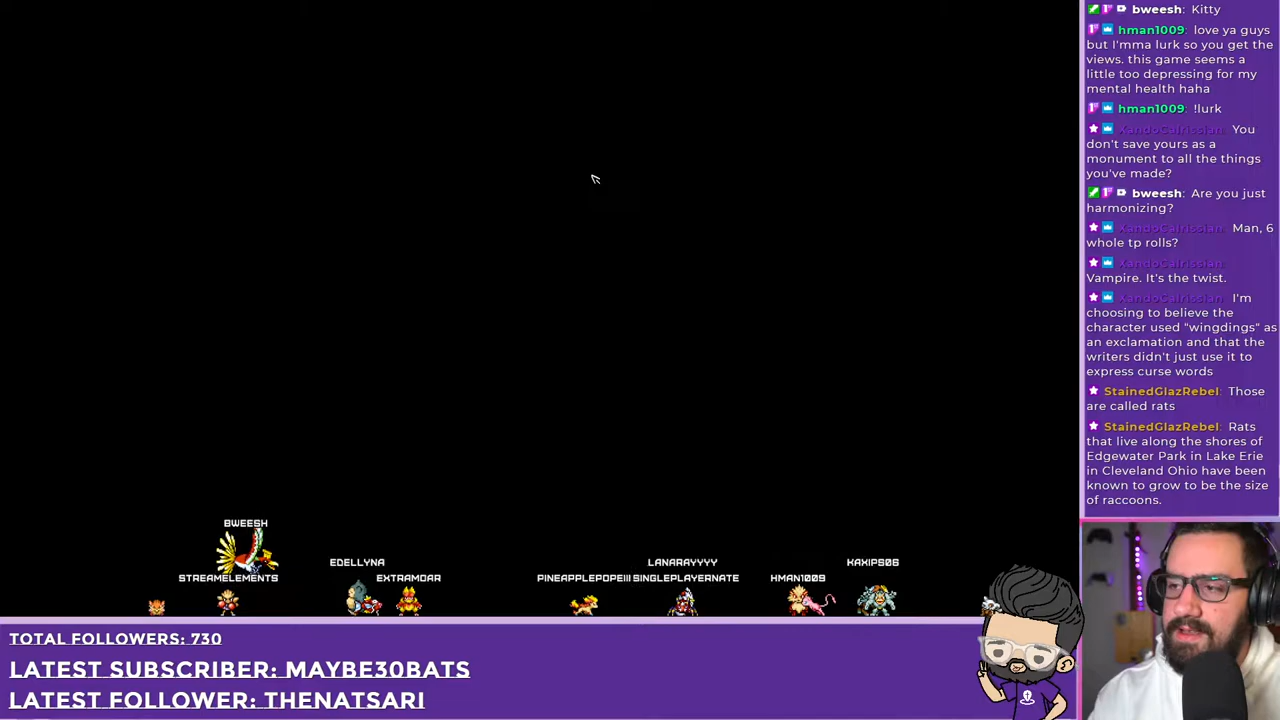 bweesh: Kitty
hman1009: love ya guys
but I'mma lurk so you get the
views. this game seems a
little too depressing for my
mental health haha
hman1009: !lurk
XandoCalrissian: You
don't save yours as a
monument to all the things
you've made?
bweesh: Are you just
harmonizing?
XandoCalrissian: Man, 6
whole tp rolls?
XandoCalrissian:
Vampire. It's the twist.
XandoCalrissian: I'm
choosing to believe the
character used "wingdings" as
an exclamation and that the
writers didn't just use it to
express curse words
StainedGlazRebel: Those
are called rats
StainedGlazRebel: Rats
that live along the shores of
Edgewater Park in Lake Erie
in Cleveland Ohio have been
known to grow to be the size
of raccoons.
BWEESH
STREAMELEMENTS
EDELLYNA
EXTRAMDAR
PINEAPPLEPOPEIII
LANARAYYYY
SINGLEPLAYERNATE
HMAN1009
KAXIP506
TOTAL FOLLOWERS: 730
LATEST SUBSCRIBER: MAYBE30BATS
LATEST FOLLOWER: THENATSARI